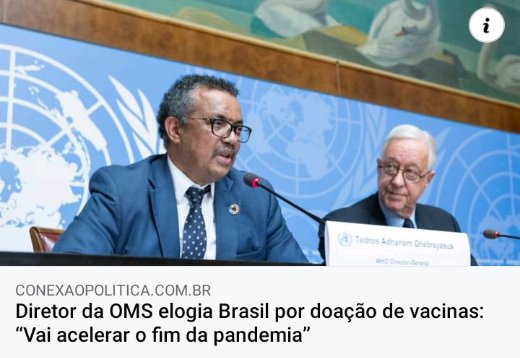 Tedros Adhanom Ghebreyesus
WHO Director-General
CONEXAOPOLITICA.COM.BR
Diretor da OMS elogia Brasil por doação de vacinas:
“Vai acelerar o fim da pandemia”